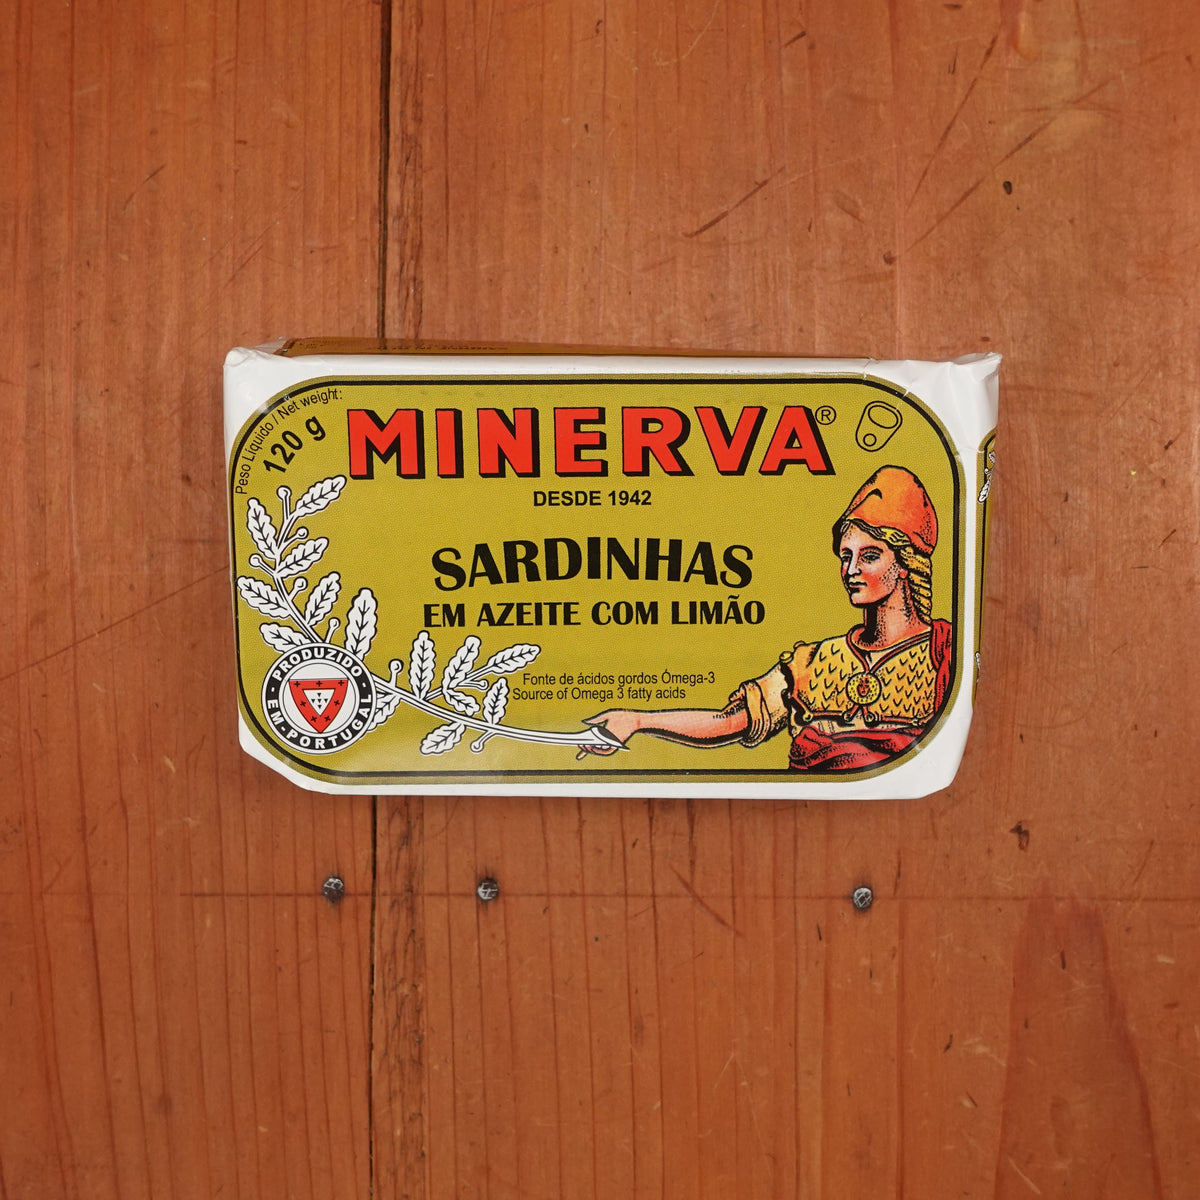 Peso Líquido / Net weight:
120 g
MINERVA®
DESDE 1942
SARDINHAS
EM AZEITE COM LIMÃO
Fonte de ácidos gordos Ómega-3
Source of Omega 3 fatty acids
PRODUZIDO
EM · PORTUGAL